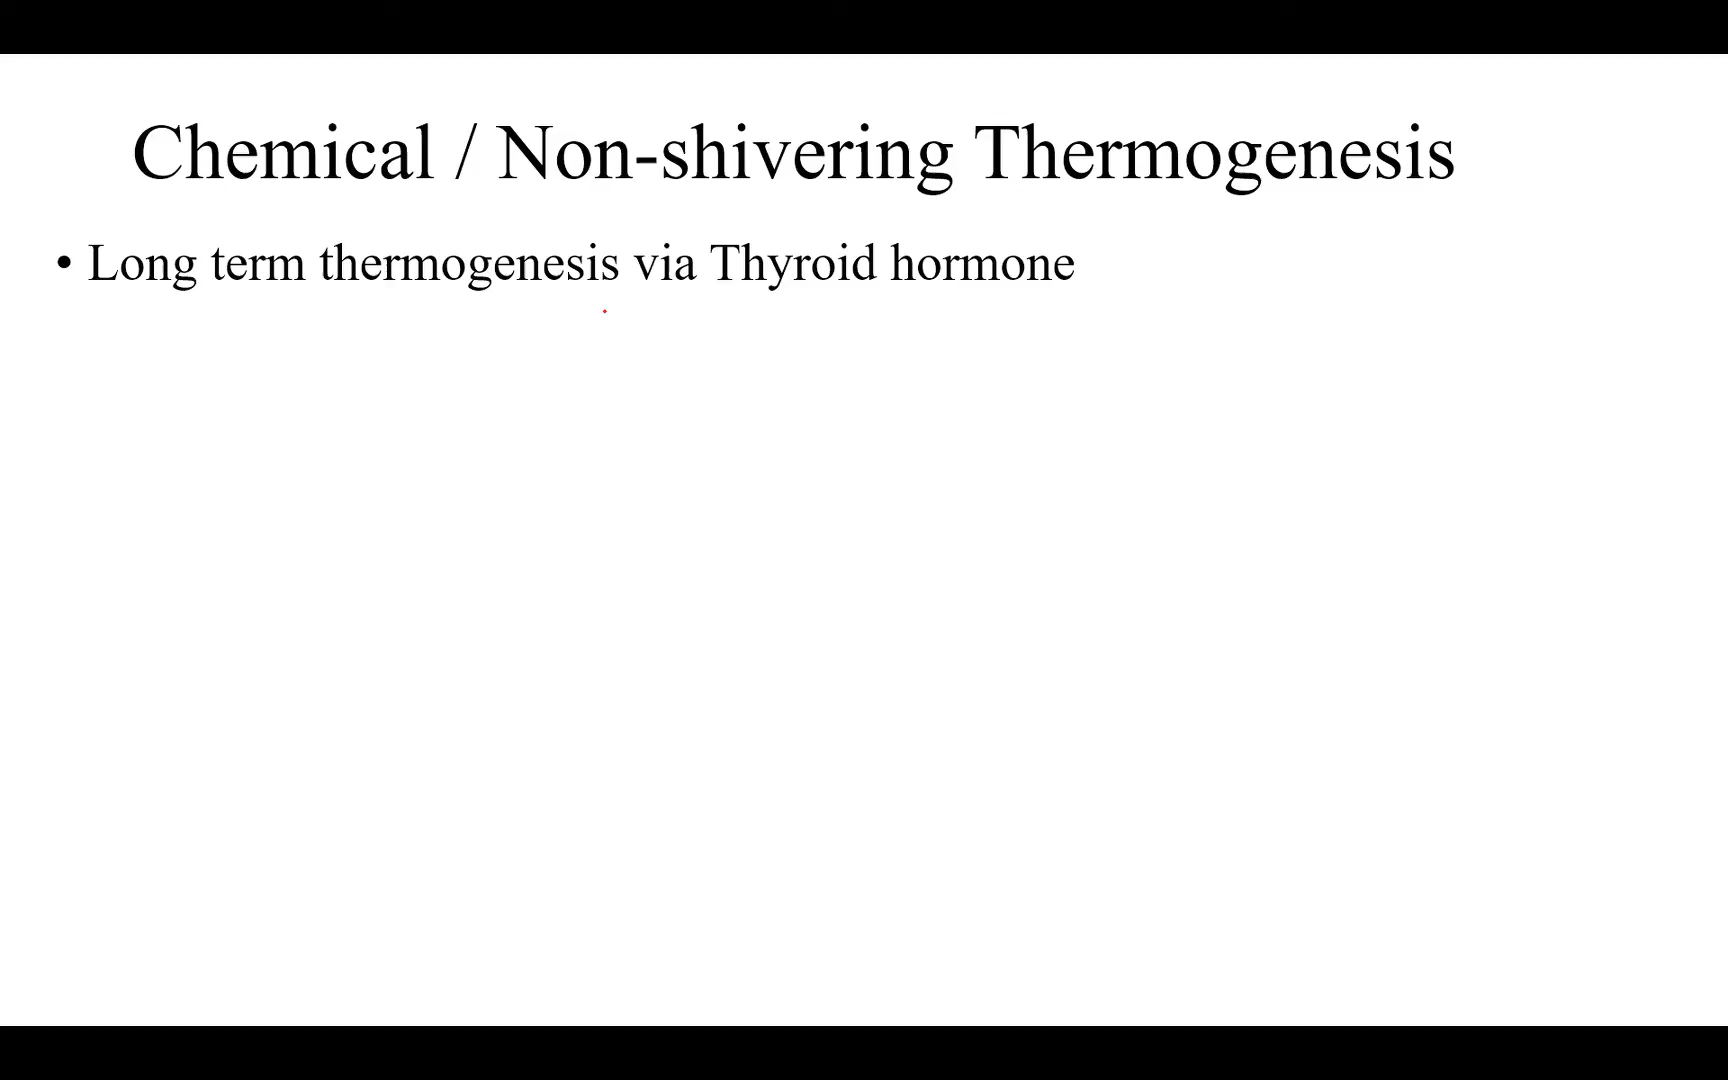 Chemical / Non-shivering Thermogenesis
• Long term thermogenesis via Thyroid hormone